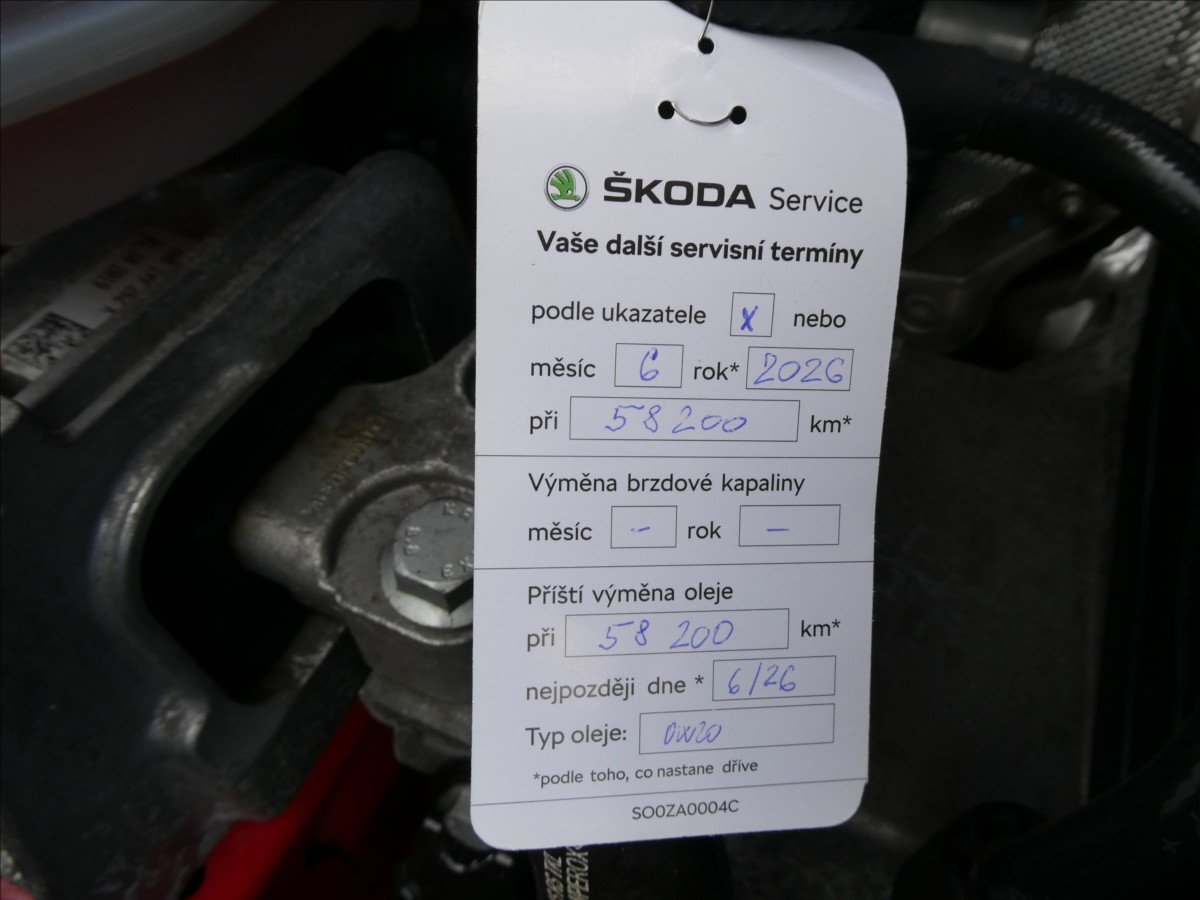 ŠKODA Service
Vaše další servisní termíny
podle ukazatele x nebo
měsíc 6 rok* 2026
při 58 200 km*
Výměna brzdové kapaliny
měsíc - rok -
Příští výměna oleje
při 58 200 km*
nejpozději dne * 6/26
Typ oleje: 0W20
*podle toho, co nastane dříve
SO0ZA0004C
8.8